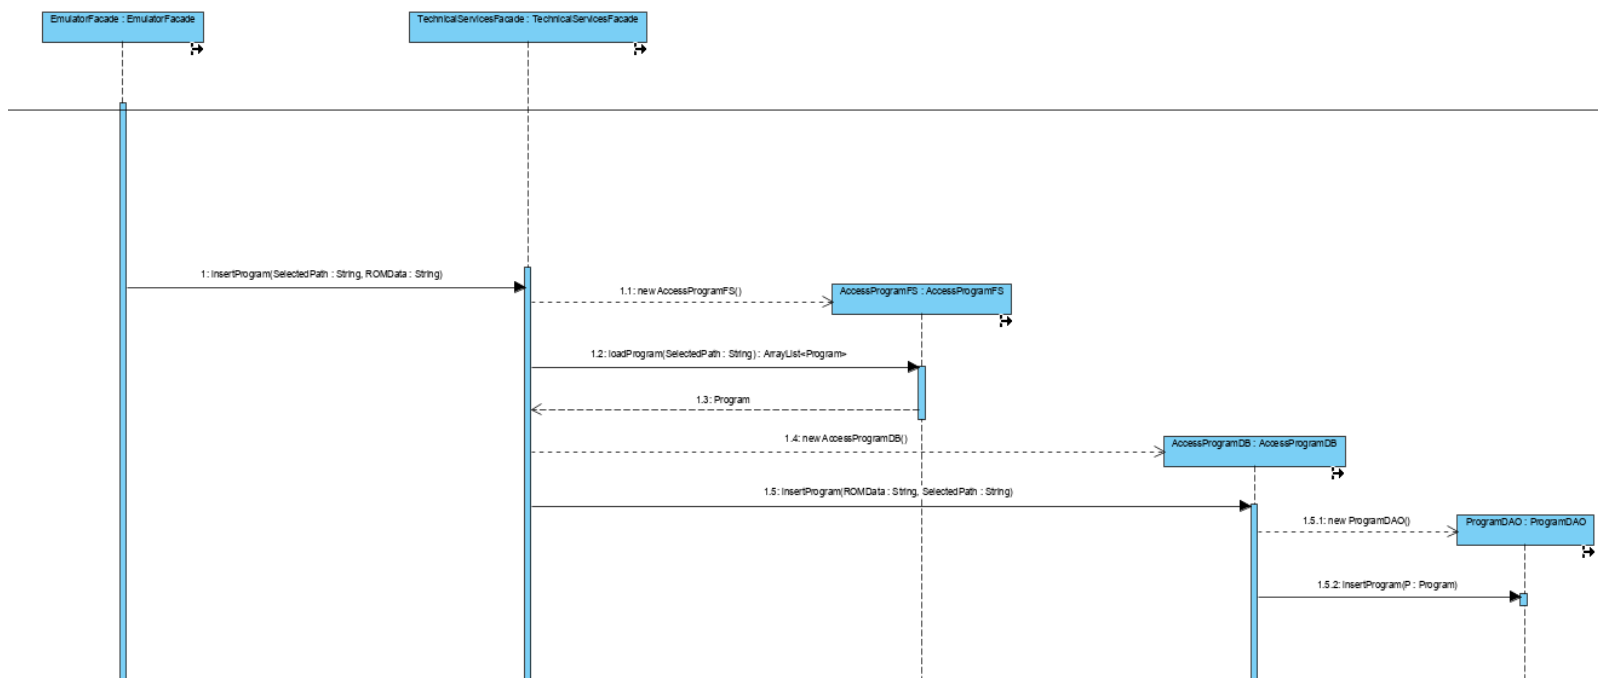 EmulatorFacade : EmulatorFacade
TechnicalServicesFacade : TechnicalServicesFacade
1: InsertProgram(SelectedPath : String, ROMData : String)
1.1: new AccessProgramFS()
AccessProgramFS : AccessProgramFS
1.2: loadProgram(SelectedPath : String) : ArrayList<Program>
1.3: Program
1.4: new AccessProgramDB()
AccessProgramDB : AccessProgramDB
1.5: InsertProgram(ROMData : String, SelectedPath : String)
1.5.1: new ProgramDAO()
ProgramDAO : ProgramDAO
1.5.2: InsertProgram(P : Program)